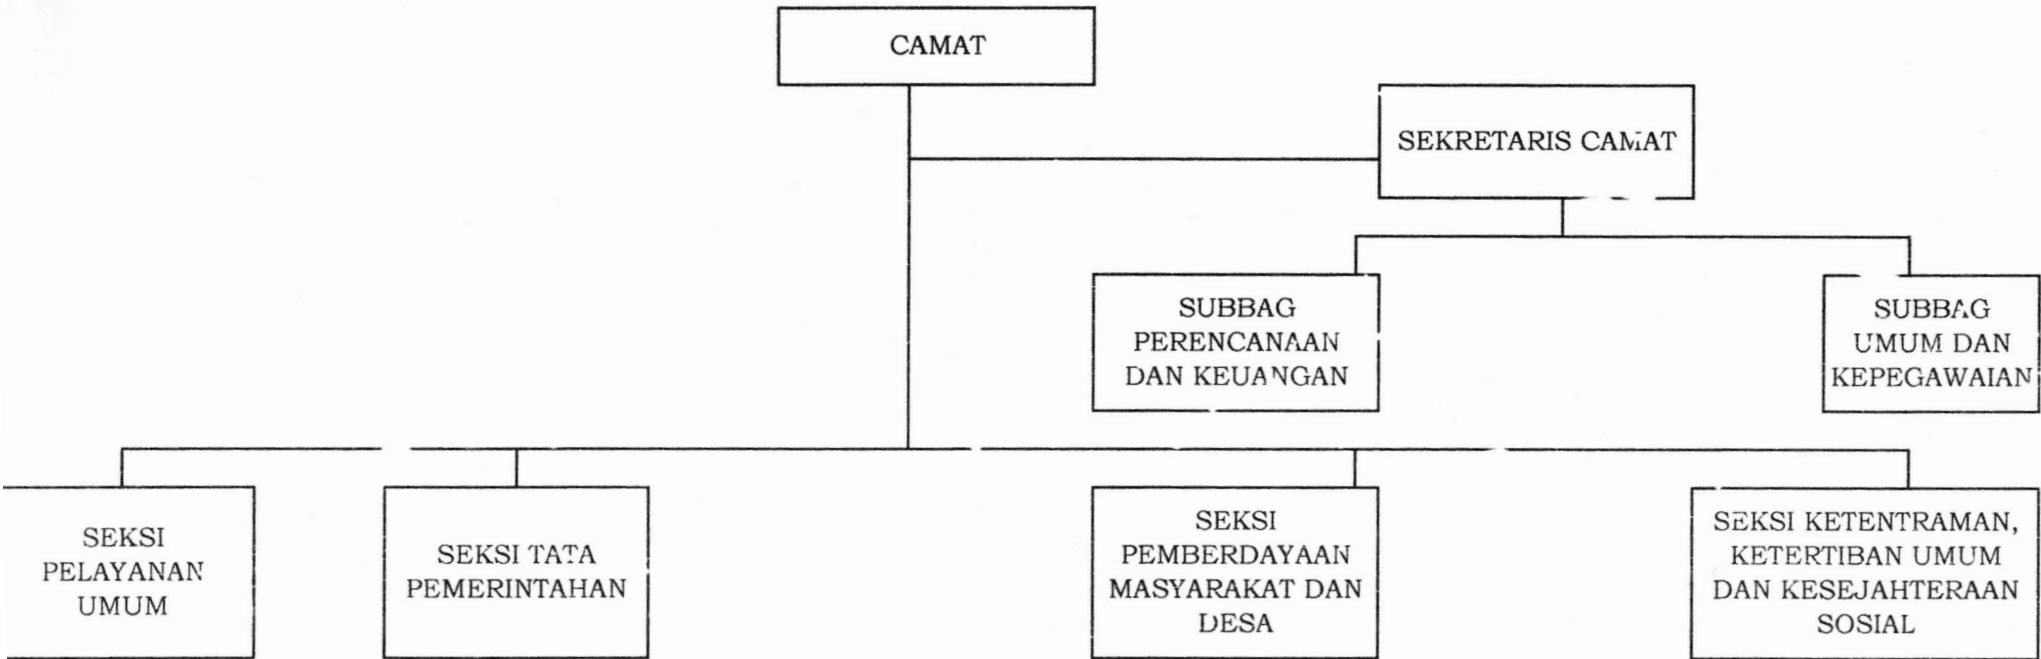 CAMAT
SEKRETARIS CAMAT
SUBBAG
PERENCANAAN
DAN KEUANGAN
SUBBAG
UMUM DAN
KEPEGAWAIAN
SEKSI
PELAYANAN
UMUM
SEKSI TATA
PEMERINTAHAN
SEKSI
PEMBERDAYAAN
MASYARAKAT DAN
DESA
SEKSI KETENTRAMAN,
KETERTIBAN UMUM
DAN KESEJAHTERAAN
SOSIAL